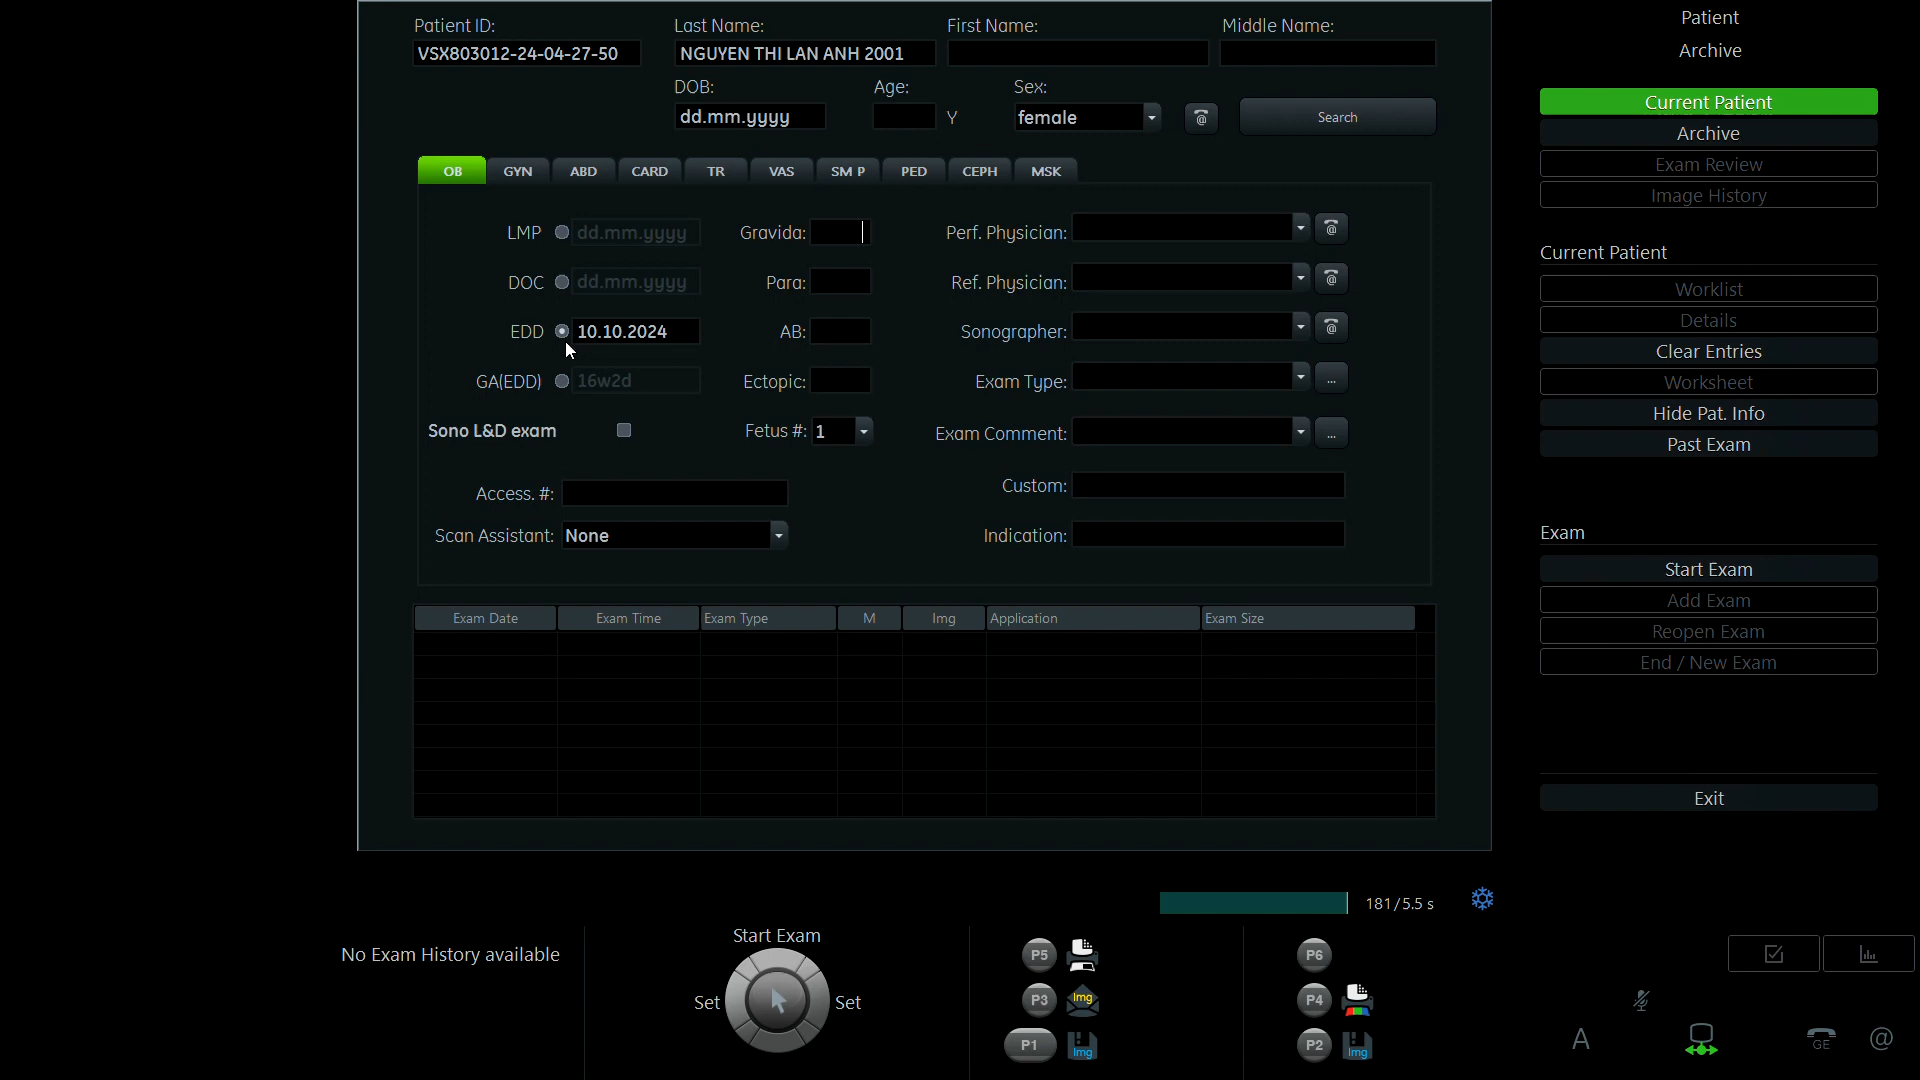 Patient ID: Last Name: First Name: Middle Name:
VSX803012-24-04-27-50 NGUYEN THI LAN ANH 2001
DOB: Age: Sex:
dd.mm.yyyy Y female @ Search
OB GYN ABD CARD TR VAS SM P PED CEPH MSK
LMP dd.mm.yyyy Gravida: Perf. Physician: @
DOC dd.mm.yyyy Para: Ref. Physician: @
EDD 10.10.2024 AB: Sonographer: @
GA(EDD) 16w2d Ectopic: Exam Type: ...
Sono L&D exam Fetus #: 1 Exam Comment: ...
Access. #: Custom:
Scan Assistant: None Indication:
Exam Date Exam Time Exam Type M Img Application Exam Size
Patient
Archive
Current Patient
Archive
Exam Review
Image History
Current Patient
Worklist
Details
Clear Entries
Worksheet
Hide Pat. Info
Past Exam
Exam
Start Exam
Add Exam
Reopen Exam
End / New Exam
Exit
181/5.5 s
No Exam History available
Start Exam
Set Set
P5
P3 Img
P1 Img
P6
P4
P2 Img
A GE @